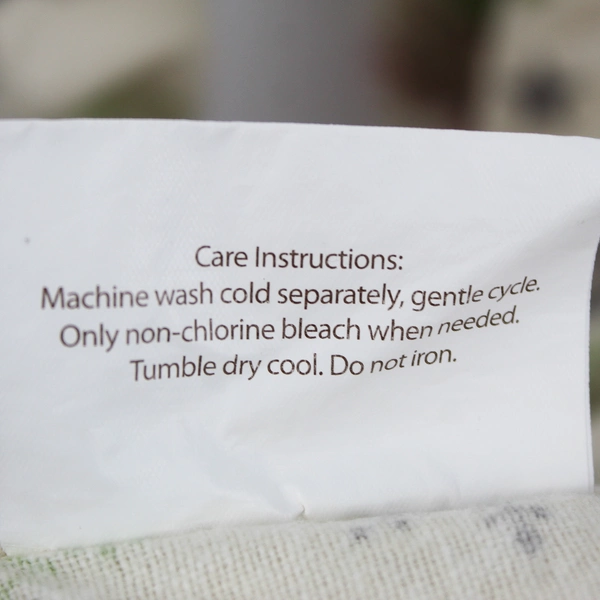 Care Instructions:
Machine wash cold separately, gentle cycle.
Only non-chlorine bleach when needed.
Tumble dry cool. Do not iron.